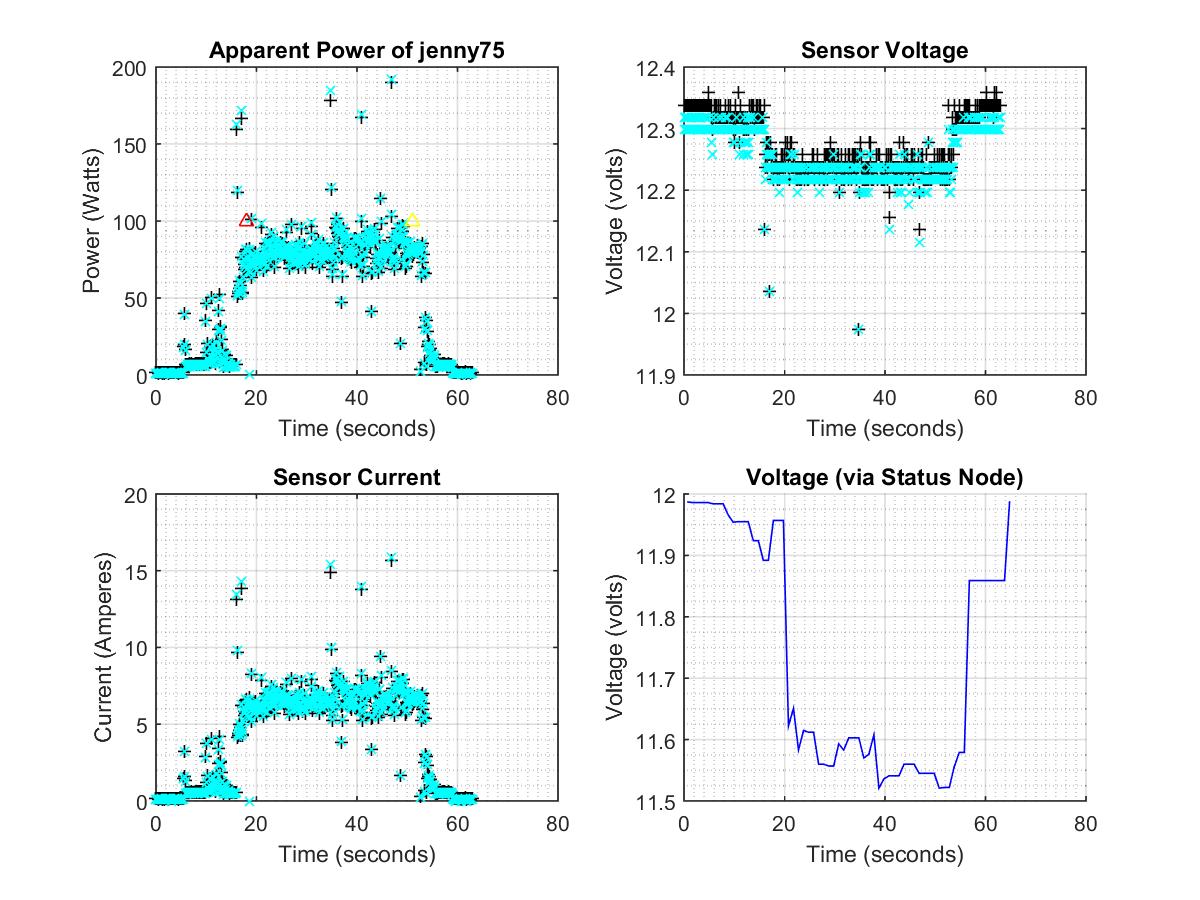 Apparent Power of jenny75
200
150
100
50
0
Power (Watts)
0 20 40 60 80
Time (seconds)
Sensor Voltage
12.4
12.3
12.2
12.1
12
11.9
Voltage (volts)
0 20 40 60 80
Time (seconds)
Sensor Current
20
15
10
5
0
Current (Amperes)
0 20 40 60 80
Time (seconds)
Voltage (via Status Node)
12
11.9
11.8
11.7
11.6
11.5
Voltage (volts)
0 20 40 60 80
Time (seconds)